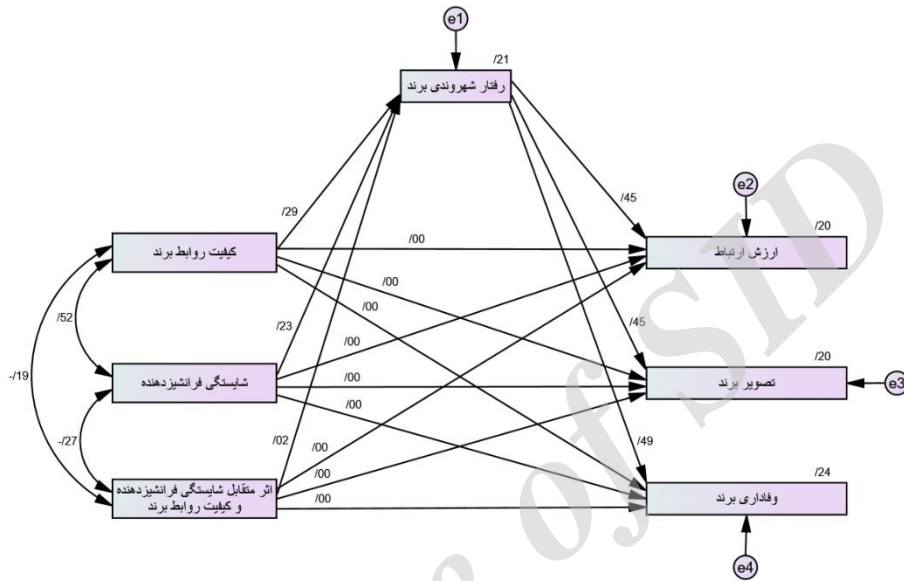 e1
/21
رفتار شهروندی برند
e2
/29
/45
/20
کیفیت روابط برند
/00
ارزش ارتباط
/00
/00
/52
/23
/45
/00
/20
-/19
شایستگی فرانشیزدهنده
/00
تصویر برند
e3
/00
-/27
/02
/00
/49
/00
/24
اثر متقابل شایستگی فرانشیزدهنده
و کیفیت روابط برند
/00
وفاداری برند
e4
e of SID